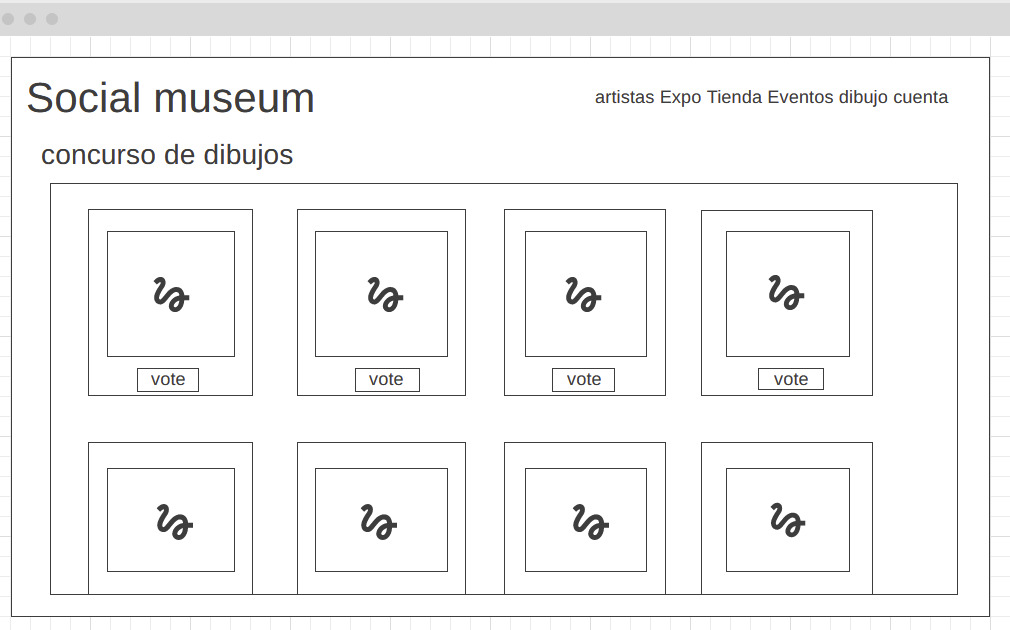 Social museum
artistas Expo Tienda Eventos dibujo cuenta
concurso de dibujos
vote
vote
vote
vote